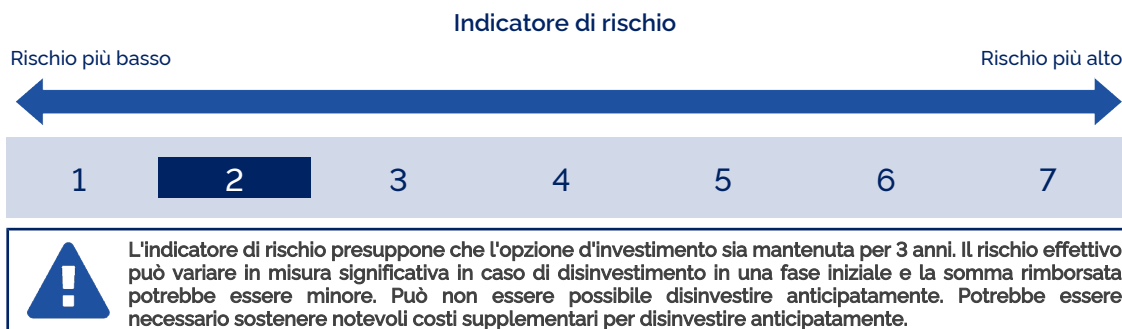 Indicatore di rischio
Rischio più basso
Rischio più alto
1 2 3 4 5 6 7
L'indicatore di rischio presuppone che l'opzione d'investimento sia mantenuta per 3 anni. Il rischio effettivo
può variare in misura significativa in caso di disinvestimento in una fase iniziale e la somma rimborsata
potrebbe essere minore. Può non essere possibile disinvestire anticipatamente. Potrebbe essere
necessario sostenere notevoli costi supplementari per disinvestire anticipatamente.